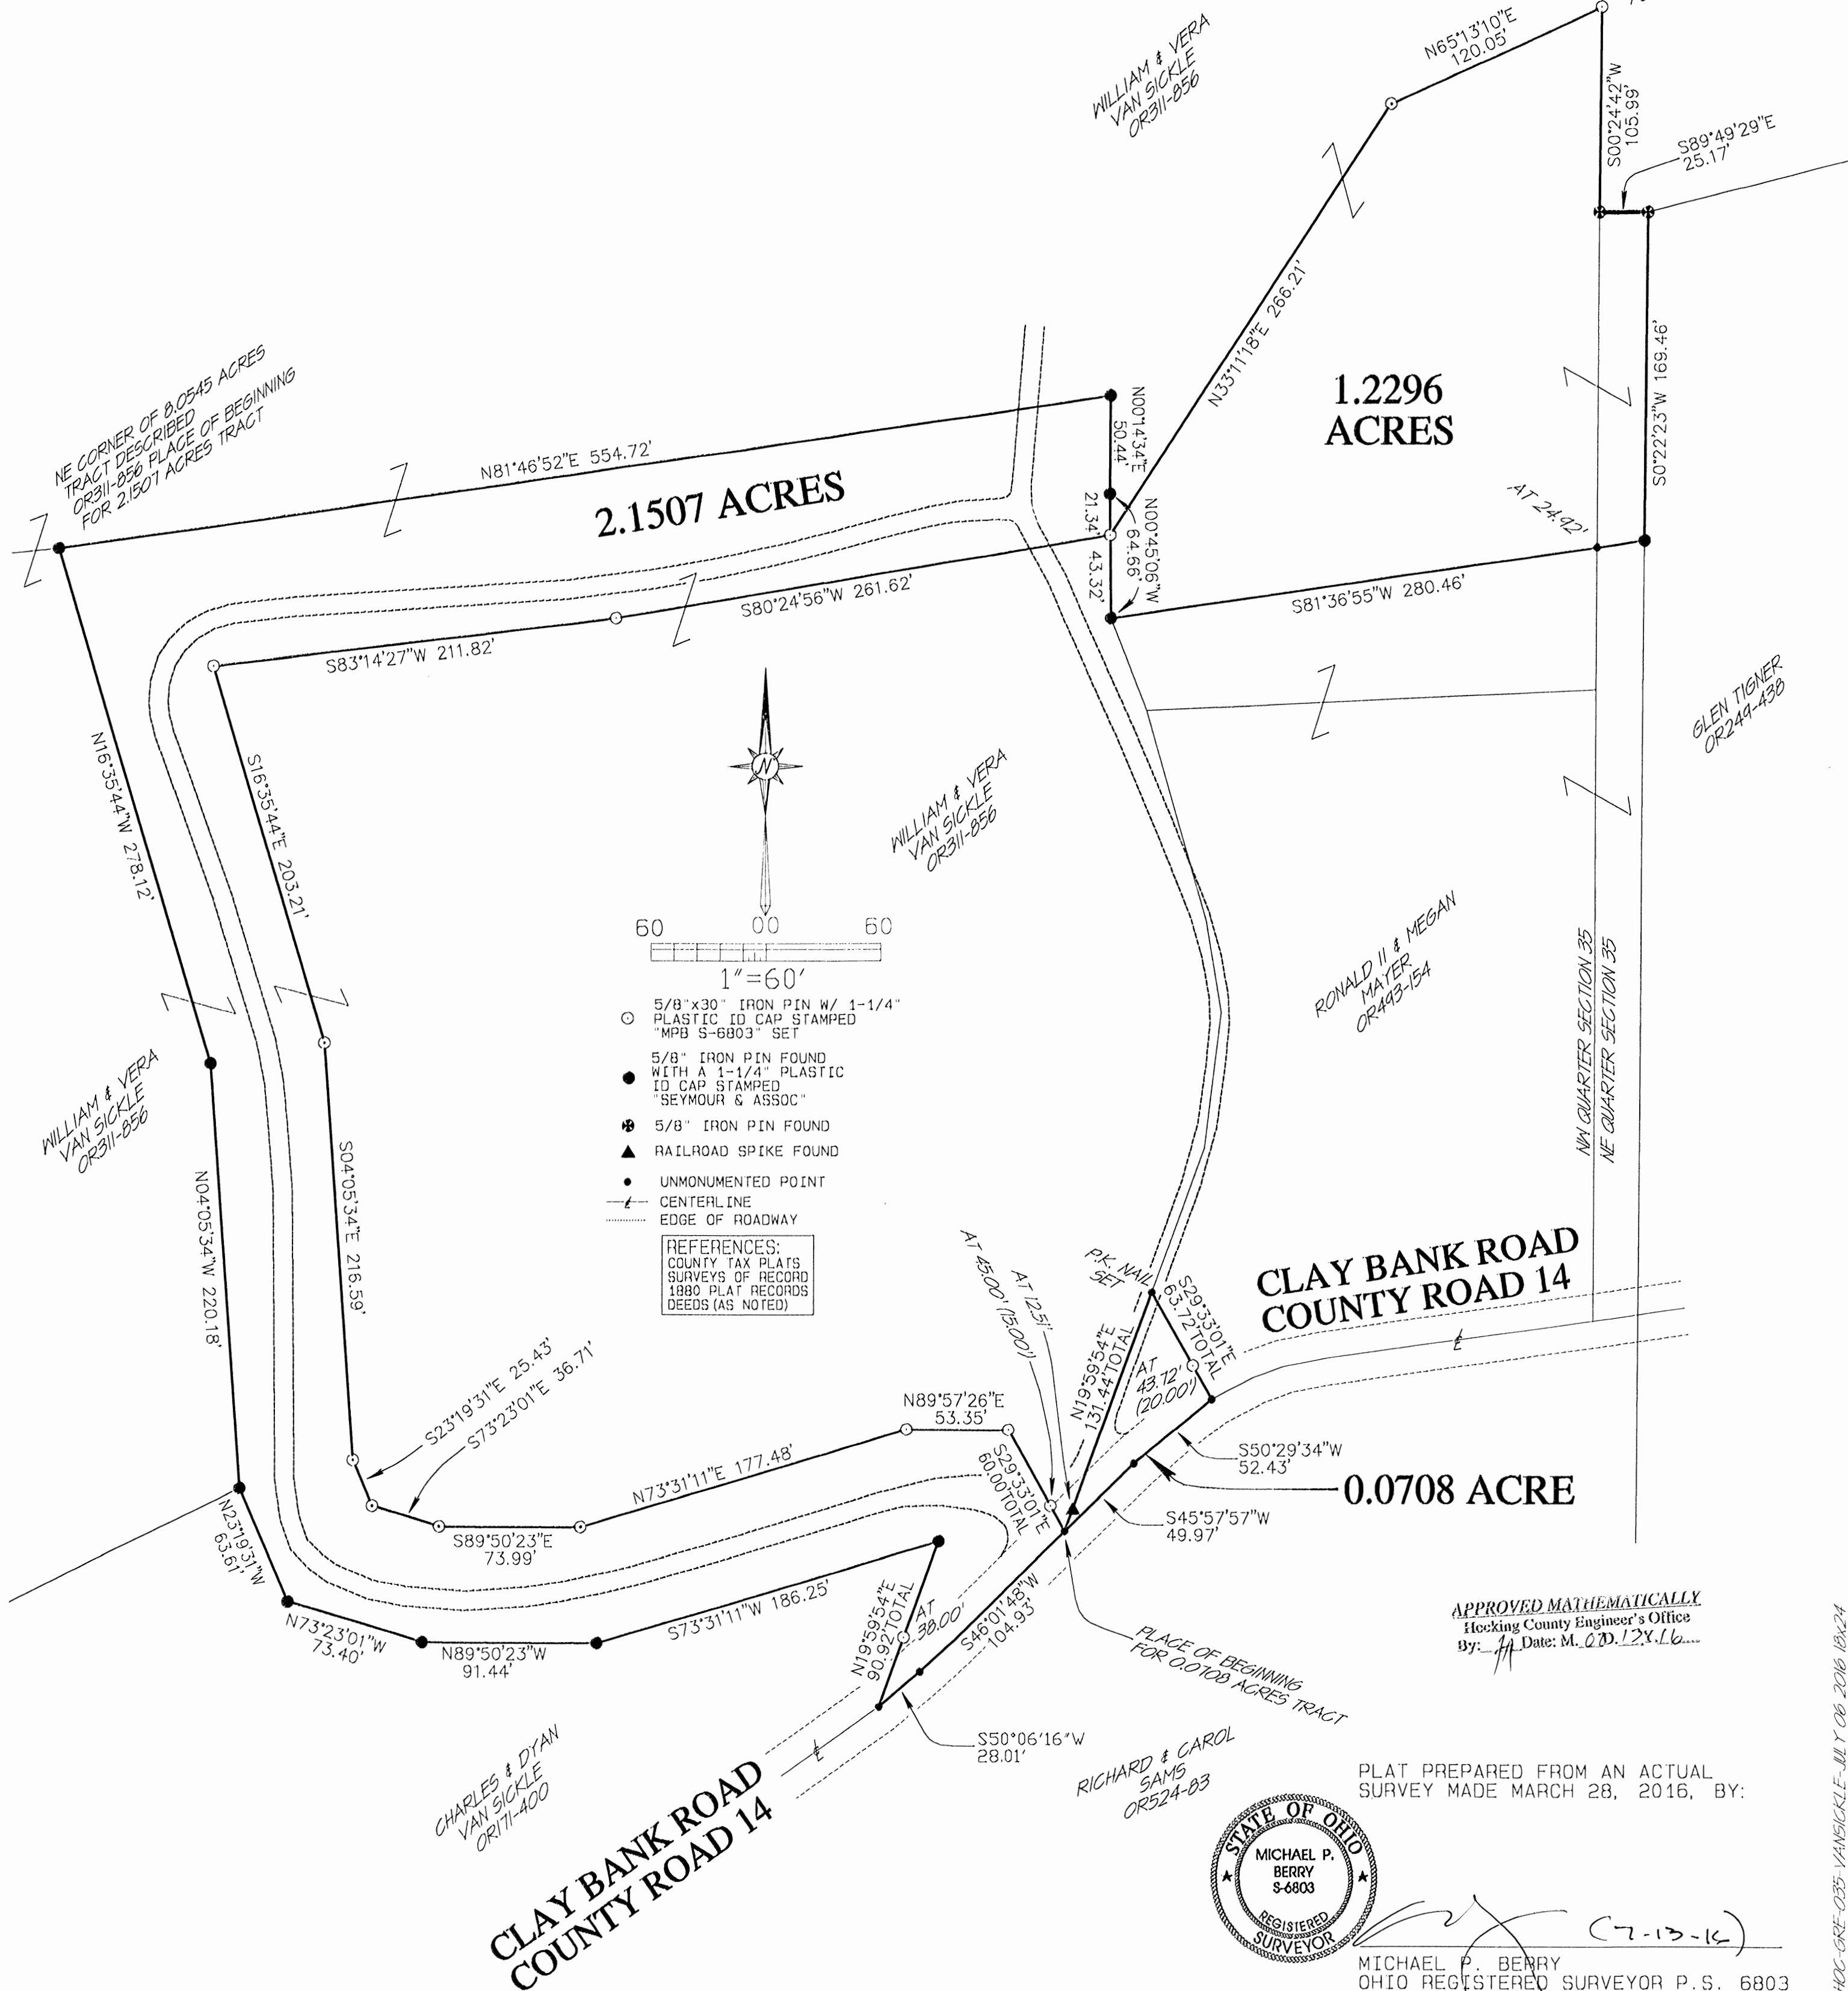 N65°13'10"E
120.05'
WILLIAM & VERA
VAN SICKLE
OR311-856
S00°24'42"W
105.99'
S89°49'29"E
25.17'
N33°11'18"E 266.21'
1.2296
ACRES
S0°22'23"W 169.46'
NE CORNER OF 8.0545 ACRES
TRACT DESCRIBED
OR311-856 PLACE OF BEGINNING
FOR 2.1507 ACRES TRACT
N81°46'52"E 554.72'
2.1507 ACRES
N00°14'34"E
50.44'
21.34'
N00°45'06"W
64.66'
43.32'
AT 24.92'
S81°36'55"W 280.46'
S80°24'56"W 261.62'
S83°14'27"W 211.82'
GLEN TIGNER
OR249-438
N16°35'44"W 278.12'
S16°35'44"E 203.21'
N
WILLIAM & VERA
VAN SICKLE
OR311-856
60 00 60
1"=60'
5/8"x30" IRON PIN W/ 1-1/4"
PLASTIC ID CAP STAMPED
"MPB S-6803" SET
5/8" IRON PIN FOUND
WITH A 1-1/4" PLASTIC
ID CAP STAMPED
"SEYMOUR & ASSOC"
5/8" IRON PIN FOUND
RAILROAD SPIKE FOUND
UNMONUMENTED POINT
CENTERLINE
EDGE OF ROADWAY
REFERENCES:
COUNTY TAX PLATS
SURVEYS OF RECORD
1880 PLAT RECORDS
DEEDS (AS NOTED)
RONALD II & MEGAN
MAYER
OR493-154
NW QUARTER SECTION 35
NE QUARTER SECTION 35
WILLIAM & VERA
VAN SICKLE
OR311-856
N04°05'34"W 220.18'
S04°05'34"E 216.59'
S23°19'31"E 25.43'
S73°23'01"E 36.71'
AT 45.00' (15.00')
AT 12.51'
P.K. NAIL
SET
S29°33'01"E
63.72'TOTAL
CLAY BANK ROAD
COUNTY ROAD 14
N19°59'54"E
131.44'TOTAL
AT
43.72'
(20.00')
N89°57'26"E
53.35'
S29°33'01"E
60.00'TOTAL
S50°29'34"W
52.43'
0.0708 ACRE
S45°57'57"W
49.97'
N73°31'11"E 177.48'
S89°50'23"E
73.99'
N23°19'31"W
63.61'
N73°23'01"W
73.40'
N89°50'23"W
91.44'
S73°31'11"W 186.25'
N19°59'54"E
90.92'TOTAL
AT
38.00'
S46°01'48"W
104.93'
PLACE OF BEGINNING
FOR 0.0708 ACRES TRACT
S50°06'16"W
28.01'
APPROVED MATHEMATICALLY
Hocking County Engineer's Office
By: Date: M.
CHARLES & DYAN
VAN SICKLE
OR171-400
RICHARD & CAROL
SAMS
OR524-83
CLAY BANK ROAD
COUNTY ROAD 14
PLAT PREPARED FROM AN ACTUAL
SURVEY MADE MARCH 28, 2016, BY:
STATE OF OHIO
MICHAEL P.
BERRY
S-6803
REGISTERED
SURVEYOR
(7-13-16)
MICHAEL P. BERRY
OHIO REGISTERED SURVEYOR P.S. 6803
HOC-GRE-035-VANSICKLE-JULY 06 2016 18X24